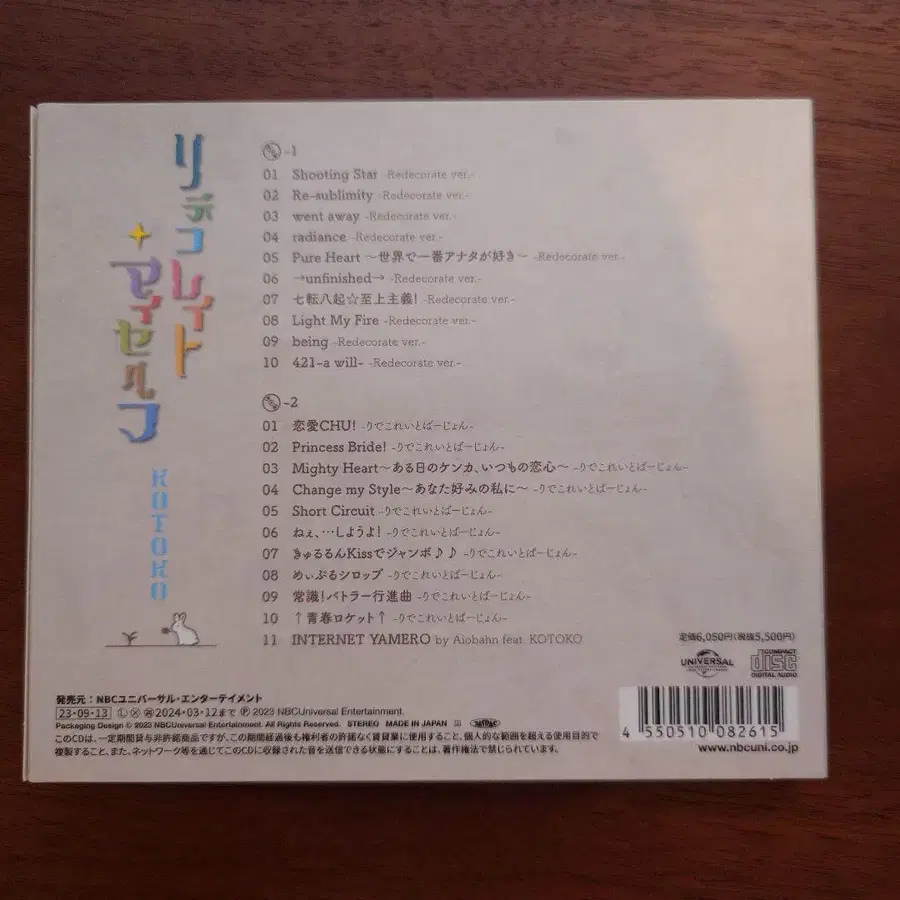 リデコレイト
アイセルフ
KOTOKO
-1
01 Shooting Star -Redecorate ver.-
02 Re-sublimity -Redecorate ver.-
03 went away -Redecorate ver.-
04 radiance -Redecorate ver.-
05 Pure Heart ～世界で一番アナタが好き～ -Redecorate ver.-
06 →unfinished→ -Redecorate ver.-
07 七転八起☆至上主義! -Redecorate ver.-
08 Light My Fire -Redecorate ver.-
09 being -Redecorate ver.-
10 421-a will- -Redecorate ver.-
-2
01 恋愛CHU! -りでこれいとばーじょん-
02 Princess Bride! -りでこれいとばーじょん-
03 Mighty Heart～ある日のケンカ、いつもの恋心～ -りでこれいとばーじょん-
04 Change my Style～あなた好みの私に～ -りでこれいとばーじょん-
05 Short Circuit -りでこれいとばーじょん-
06 ねぇ、…しようよ! -りでこれいとばーじょん-
07 きゅるるんKissでジャンボ♪♪ -りでこれいとばーじょん-
08 めぃぷるシロップ -りでこれいとばーじょん-
09 常識!バトラー行進曲 -りでこれいとばーじょん-
10 ↑青春ロケット↑ -りでこれいとばーじょん-
11 INTERNET YAMERO by Aiobahn feat. KOTOKO
定価6,050円(税抜5,500円)
UNIVERSAL
COMPACT
disc
DIGITAL AUDIO
発売元：NBCユニバーサル・エンターテイメント
23・09・13 Ⓛ Ⓧ 2024・03・12まで Ⓟ 2023 NBCUniversal Entertainment.
Packaging Design © 2023 NBCUniversal Entertainment. All Rights Reserved. STEREO MADE IN JAPAN
このCDは、一定期間貸与非許諾商品ですが、この期間経過後も権利者の許諾なく賃貸業に使用すること、個人的な範囲を超える使用目的で
複製すること、また、ネットワーク等を通じてこのCDに収録された音を送信できる状態にすることは、著作権法で禁じられています。
4 550510 082615
www.nbcuni.co.jp